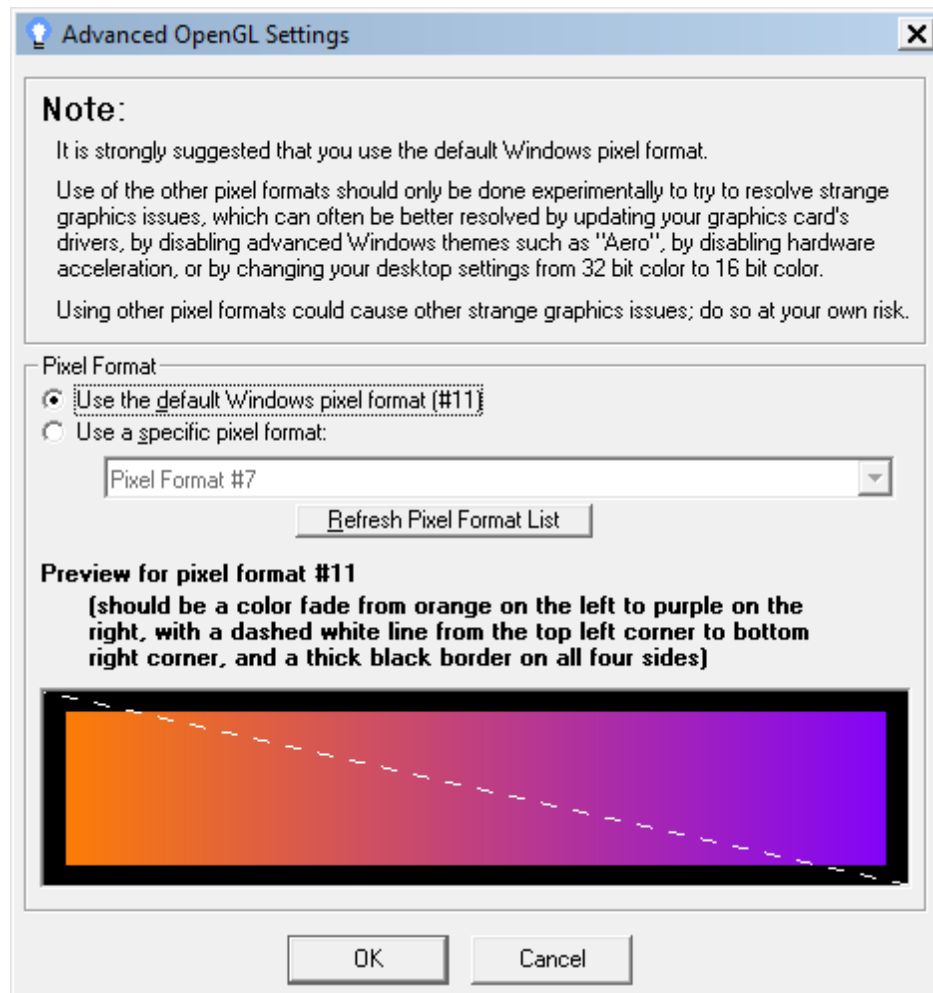 Advanced OpenGL Settings
Note:
It is strongly suggested that you use the default Windows pixel format.
Use of the other pixel formats should only be done experimentally to try to resolve strange
graphics issues, which can often be better resolved by updating your graphics card's
drivers, by disabling advanced Windows themes such as "Aero", by disabling hardware
acceleration, or by changing your desktop settings from 32 bit color to 16 bit color.
Using other pixel formats could cause other strange graphics issues; do so at your own risk.
Pixel Format
Use the default Windows pixel format (#11)
Use a specific pixel format:
Pixel Format #7
Refresh Pixel Format List
Preview for pixel format #11
(should be a color fade from orange on the left to purple on the
right, with a dashed white line from the top left corner to bottom
right corner, and a thick black border on all four sides)
OK
Cancel